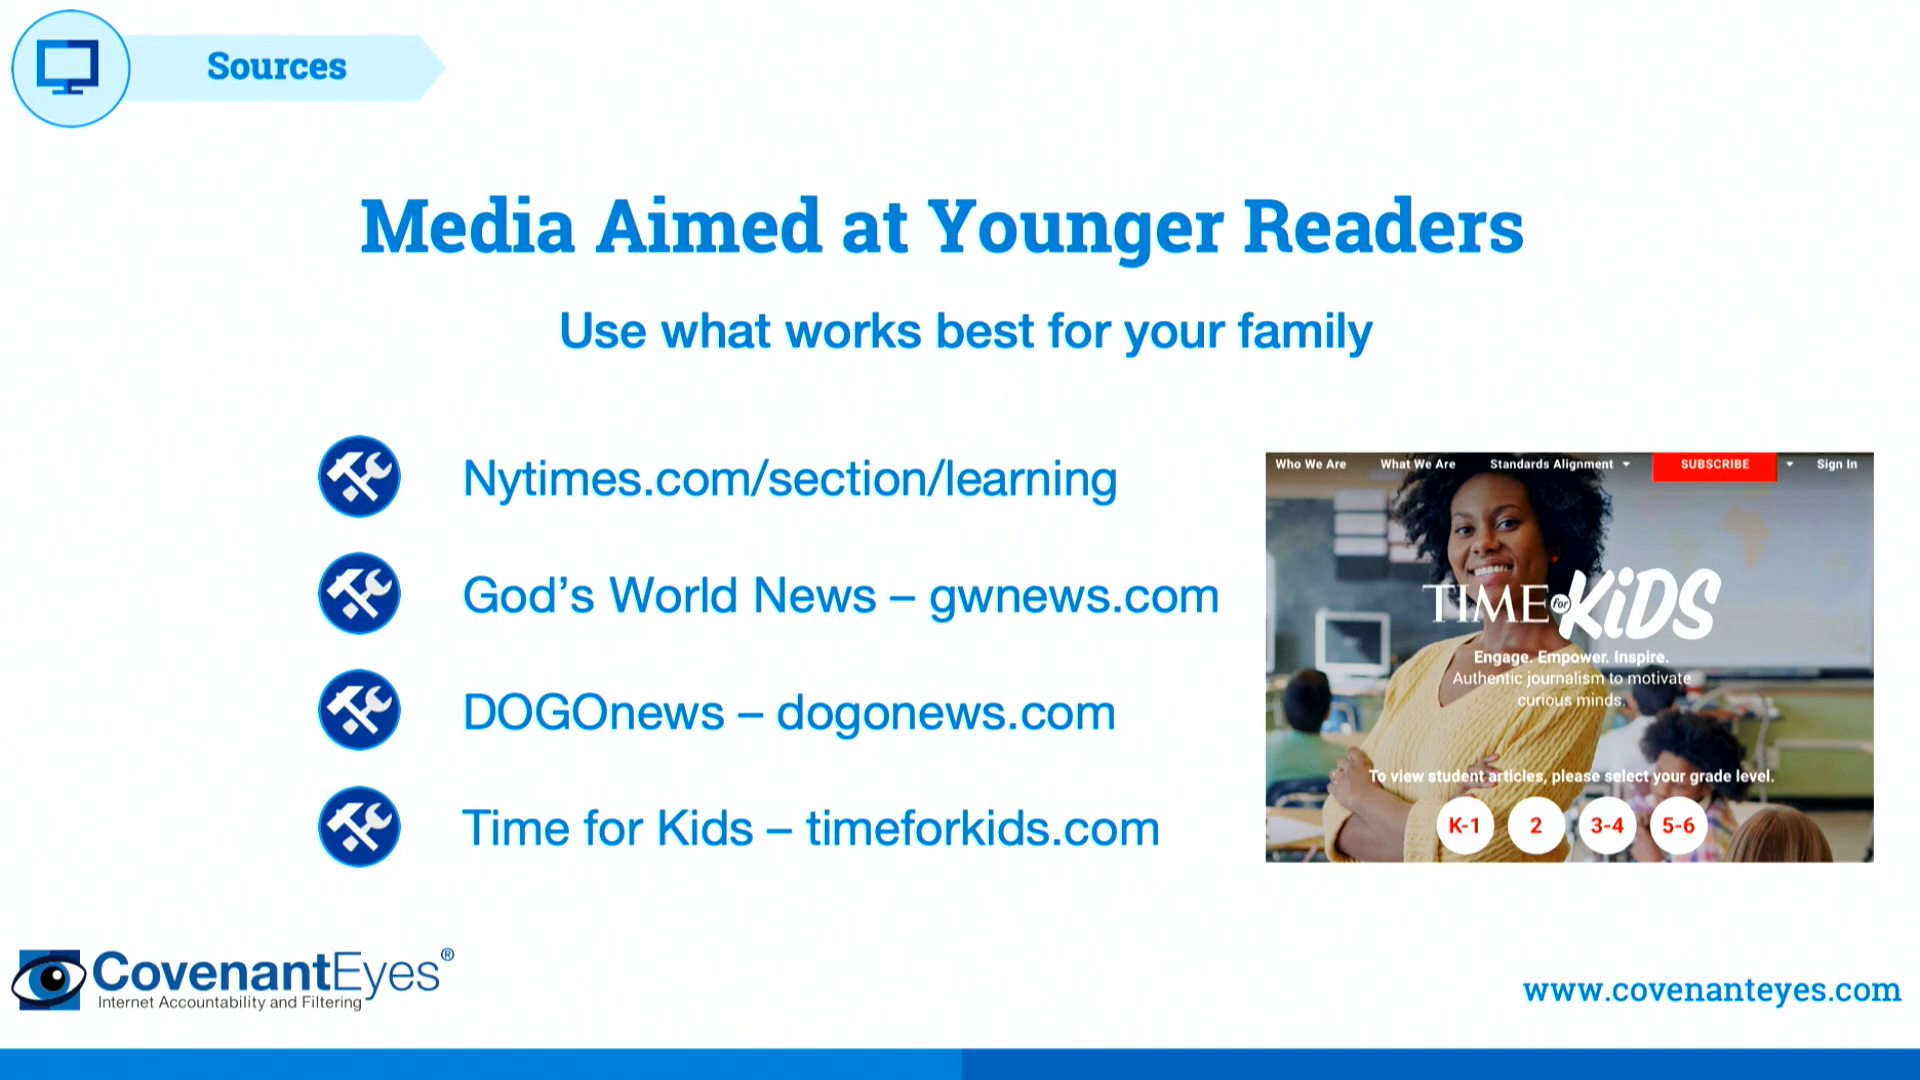 Sources
Media Aimed at Younger Readers
Use what works best for your family
Nytimes.com/section/learning
God’s World News – gwnews.com
DOGOnews – dogonews.com
Time for Kids – timeforkids.com
Who We Are What We Are Standards Alignment SUBSCRIBE Sign In
TIME for KiDS
Engage. Empower. Inspire.
Authentic journalism to motivate
curious minds.
To view student articles, please select your grade level.
K-1 2 3-4 5-6
CovenantEyes®
Internet Accountability and Filtering
www.covenanteyes.com